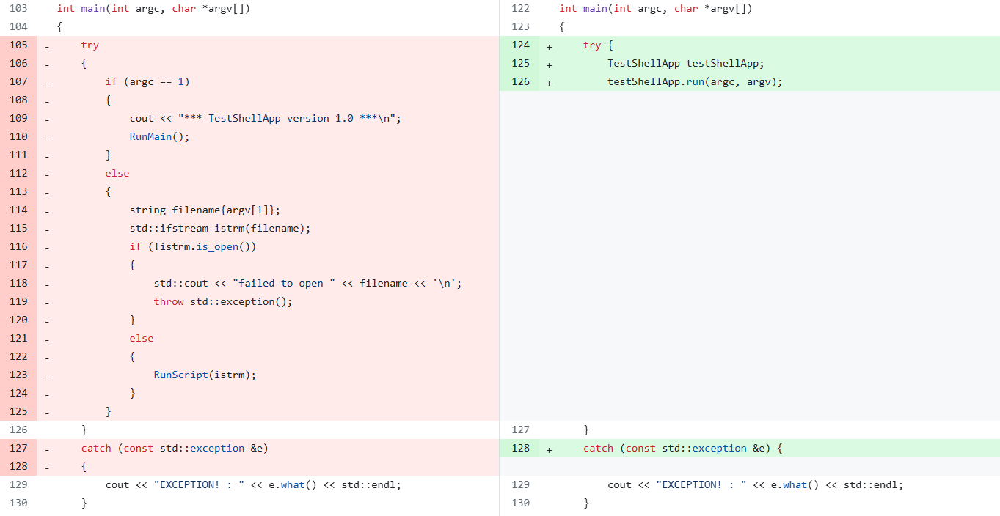 103 int main(int argc, char *argv[])
104 {
105 - try
106 - {
107 - if (argc == 1)
108 - {
109 - cout << "*** TestShellApp version 1.0 ***\n";
110 - RunMain();
111 - }
112 - else
113 - {
114 - string filename{argv[1]};
115 - std::ifstream istrm(filename);
116 - if (!istrm.is_open())
117 - {
118 - std::cout << "failed to open " << filename << '\n';
119 - throw std::exception();
120 - }
121 - else
122 - {
123 - RunScript(istrm);
124 - }
125 - }
126 }
127 - catch (const std::exception &e)
128 - {
129 cout << "EXCEPTION! : " << e.what() << std::endl;
130 }
122 int main(int argc, char *argv[])
123 {
124 + try {
125 + TestShellApp testShellApp;
126 + testShellApp.run(argc, argv);
127 }
128 + catch (const std::exception &e) {
129 cout << "EXCEPTION! : " << e.what() << std::endl;
130 }